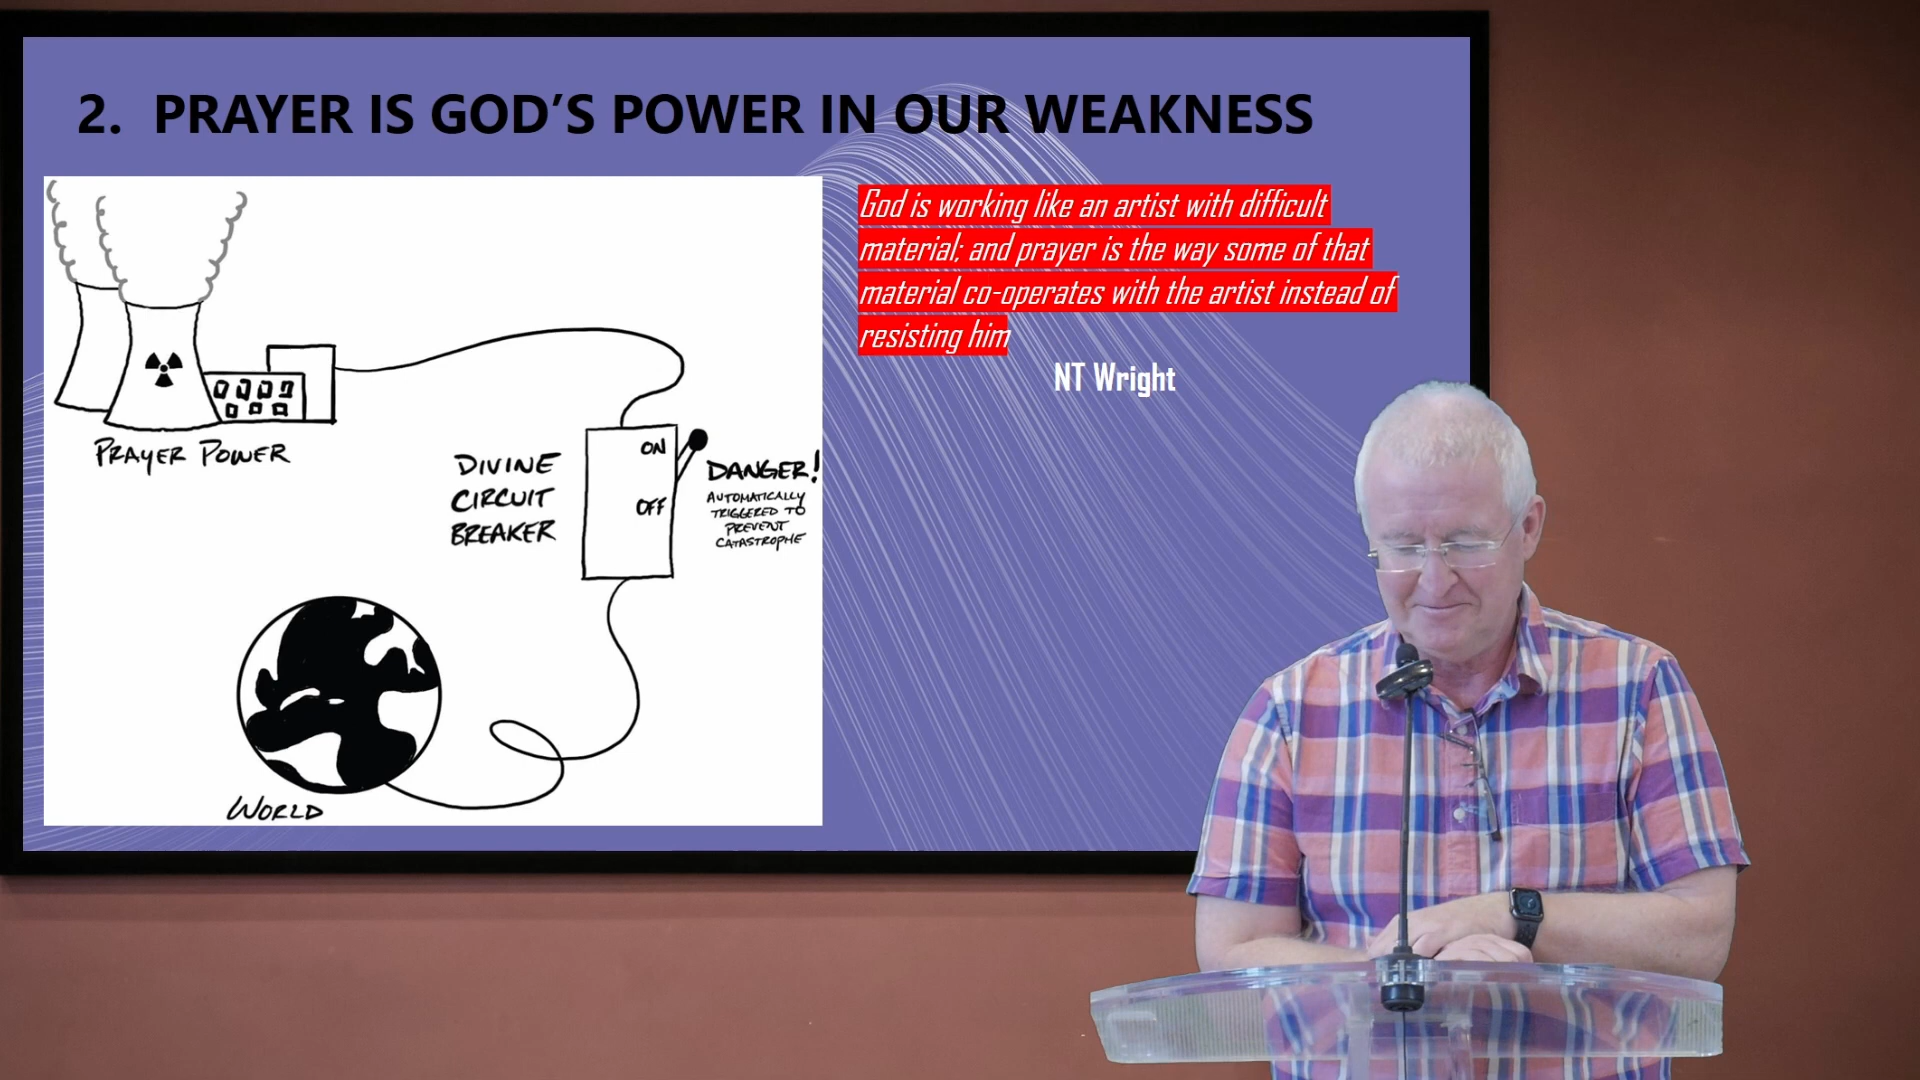 2. PRAYER IS GOD’S POWER IN OUR WEAKNESS
God is working like an artist with difficult
material; and prayer is the way some of that
material co-operates with the artist instead of
resisting him
NT Wright
PRAYER POWER
DIVINE
CIRCUIT
BREAKER
ON
OFF
DANGER!
AUTOMATICALLY
TRIGGERED TO
PREVENT
CATASTROPHE
WORLD